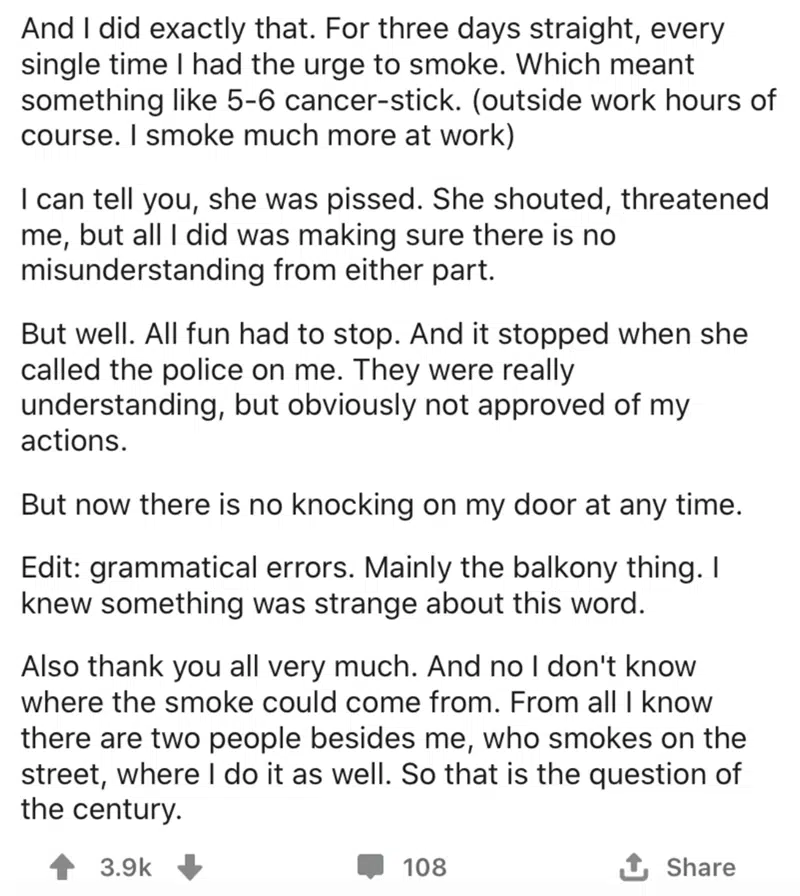 And I did exactly that. For three days straight, every
single time I had the urge to smoke. Which meant
something like 5-6 cancer-stick. (outside work hours of
course. I smoke much more at work)
I can tell you, she was pissed. She shouted, threatened
me, but all I did was making sure there is no
misunderstanding from either part.
But well. All fun had to stop. And it stopped when she
called the police on me. They were really
understanding, but obviously not approved of my
actions.
But now there is no knocking on my door at any time.
Edit: grammatical errors. Mainly the balkony thing. I
knew something was strange about this word.
Also thank you all very much. And no I don't know
where the smoke could come from. From all I know
there are two people besides me, who smokes on the
street, where I do it as well. So that is the question of
the century.
3.9k 108 Share